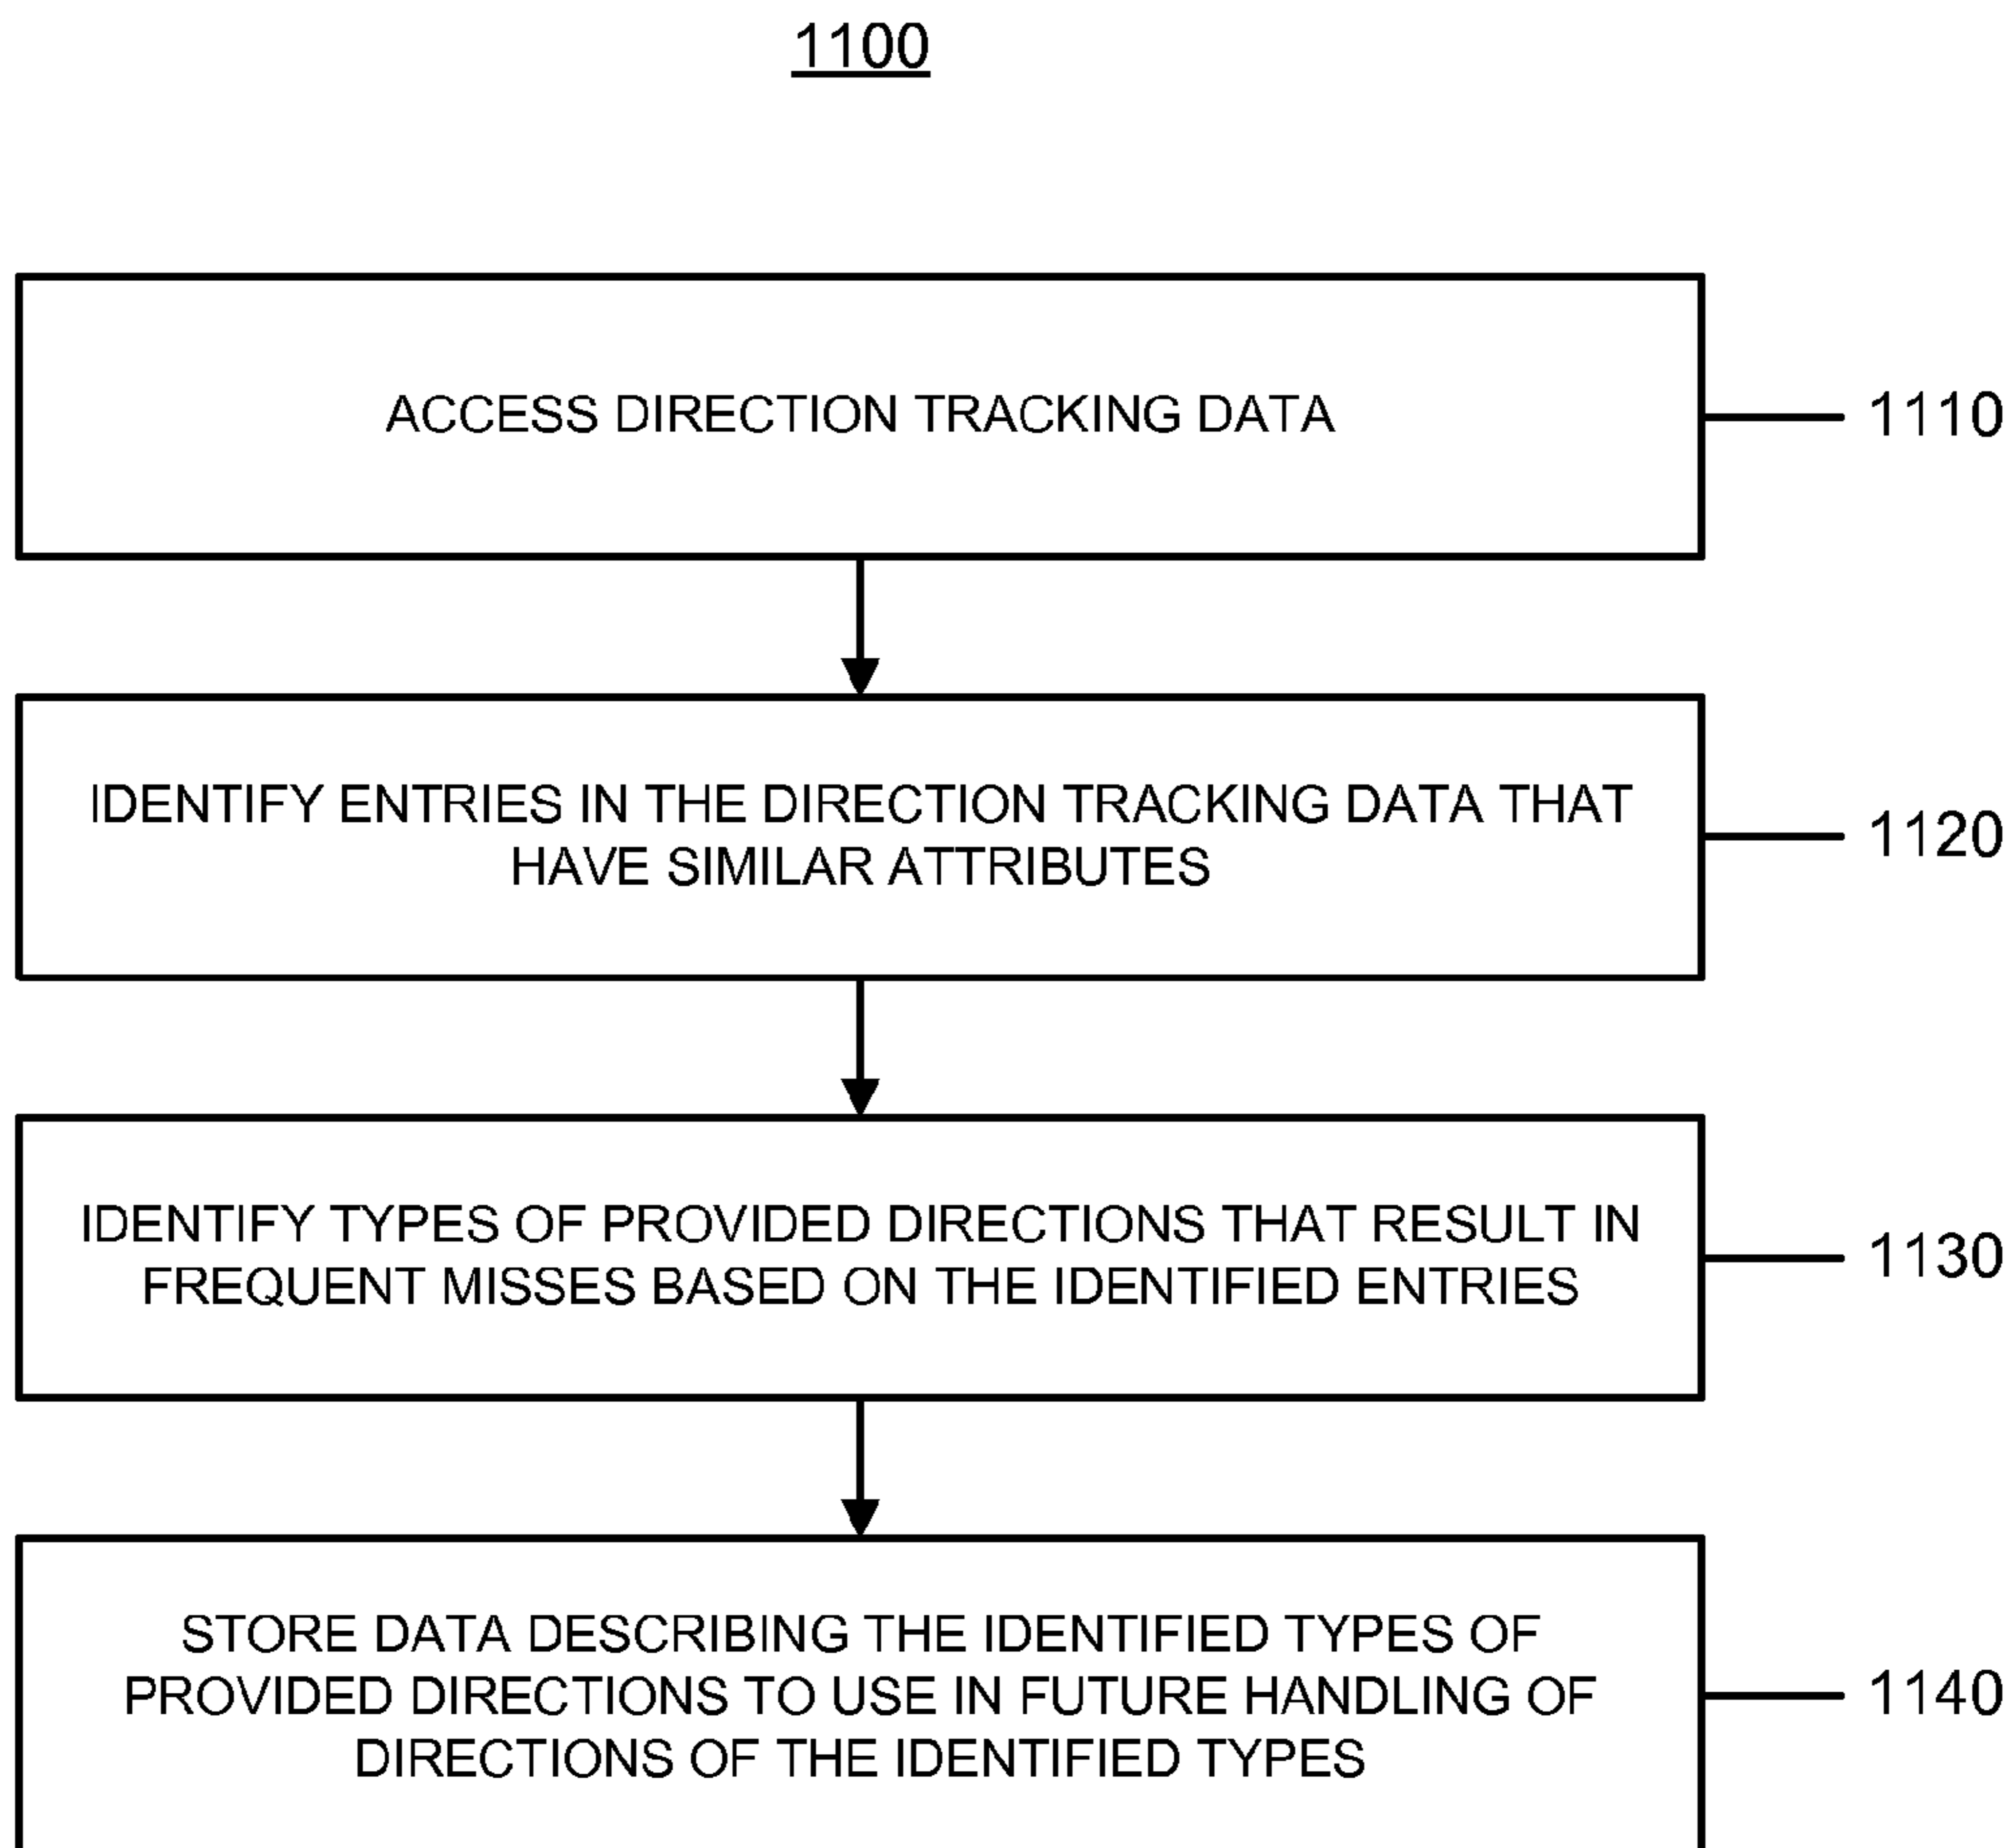 1100
ACCESS DIRECTION TRACKING DATA
1110
IDENTIFY ENTRIES IN THE DIRECTION TRACKING DATA THAT
HAVE SIMILAR ATTRIBUTES
1120
IDENTIFY TYPES OF PROVIDED DIRECTIONS THAT RESULT IN
FREQUENT MISSES BASED ON THE IDENTIFIED ENTRIES
1130
STORE DATA DESCRIBING THE IDENTIFIED TYPES OF
PROVIDED DIRECTIONS TO USE IN FUTURE HANDLING OF
DIRECTIONS OF THE IDENTIFIED TYPES
1140